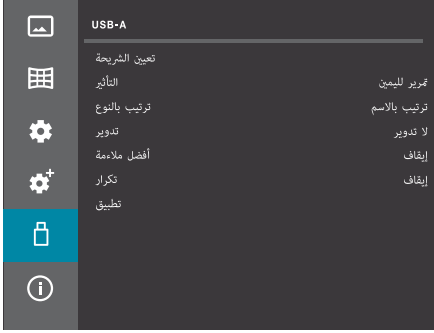 USB-A
تعيين الشريحة
التأثير تمرير لليمين
ترتيب بالنوع ترتيب بالاسم
تدوير لا تدوير
أفضل ملاءمة إيقاف
تكرار إيقاف
تطبيق